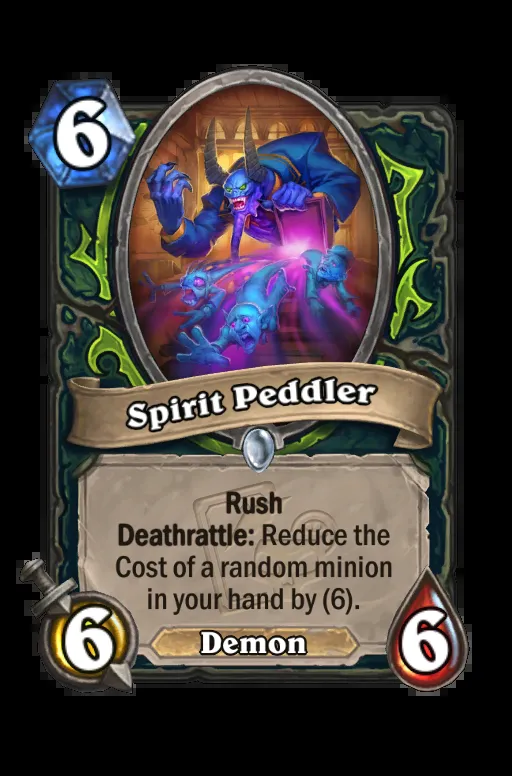 6
Spirit Peddler
Rush
Deathrattle: Reduce the
Cost of a random minion
in your hand by (6).
6
Demon
6